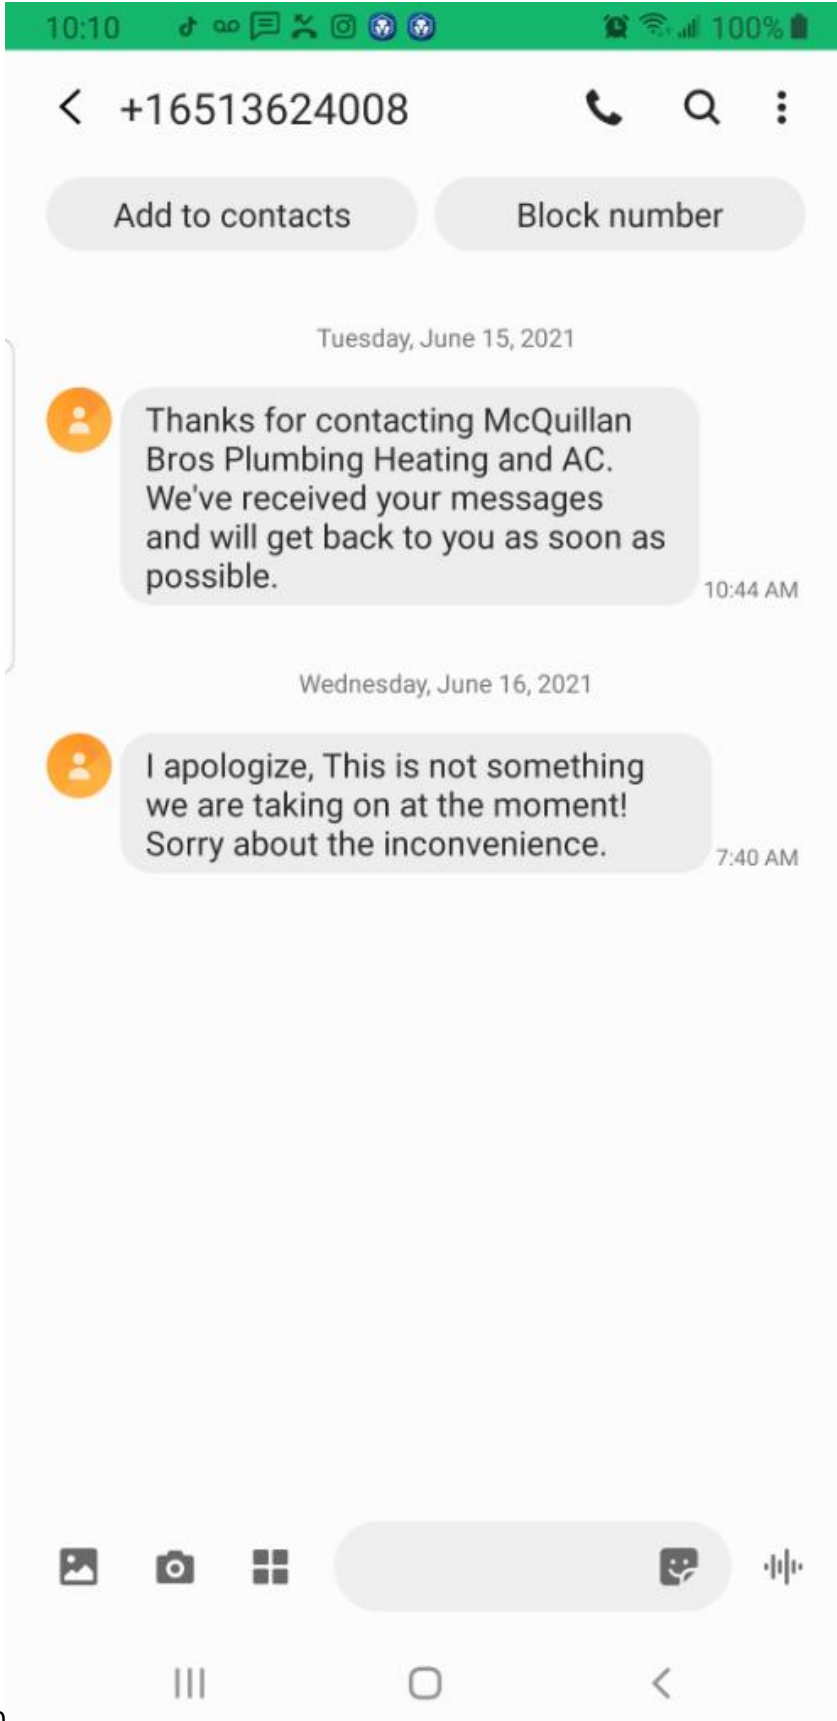 10:10 100%
+16513624008
Add to contacts Block number
Tuesday, June 15, 2021
Thanks for contacting McQuillan
Bros Plumbing Heating and AC.
We've received your messages
and will get back to you as soon as
possible.
10:44 AM
Wednesday, June 16, 2021
I apologize, This is not something
we are taking on at the moment!
Sorry about the inconvenience.
7:40 AM